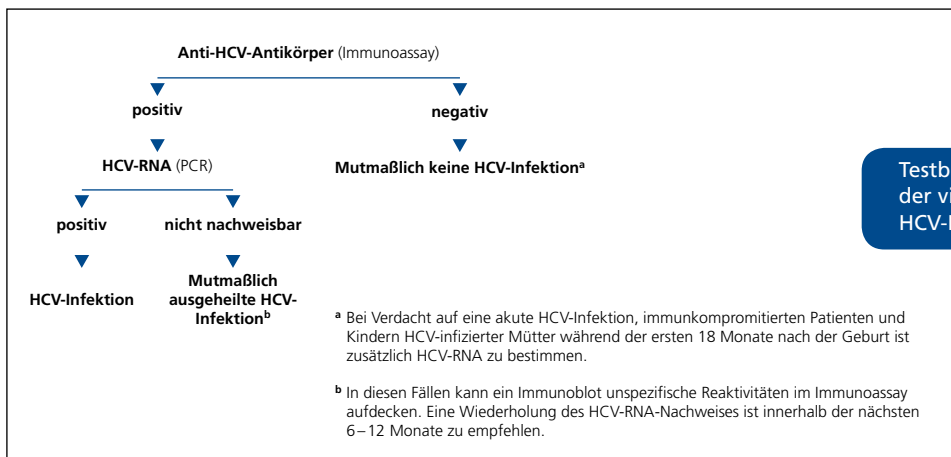 Anti-HCV-Antikörper (Immunoassay)
positiv
negativ
HCV-RNA (PCR)
Mutmaßlich keine HCV-Infektionᵃ
positiv
nicht nachweisbar
HCV-Infektion
Mutmaßlich
ausgeheilte HCV-
Infektionᵇ
ᵃ Bei Verdacht auf eine akute HCV-Infektion, immunkompromitierten Patienten und
Kindern HCV-infizierter Mütter während der ersten 18 Monate nach der Geburt ist
zusätzlich HCV-RNA zu bestimmen.
ᵇ In diesen Fällen kann ein Immunoblot unspezifische Reaktivitäten im Immunoassay
aufdecken. Eine Wiederholung des HCV-RNA-Nachweises ist innerhalb der nächsten
6–12 Monate zu empfehlen.
der